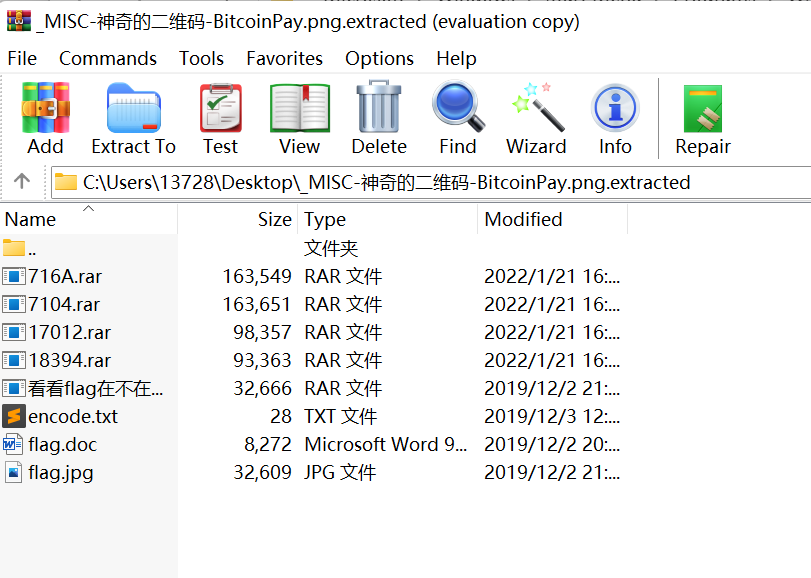 _MISC-神奇的二维码-BitcoinPay.png.extracted (evaluation copy)
File Commands Tools Favorites Options Help
Add Extract To Test View Delete Find Wizard Info Repair
C:\Users\13728\Desktop\_MISC-神奇的二维码-BitcoinPay.png.extracted
Name Size Type Modified
.. 文件夹
716A.rar 163,549 RAR 文件 2022/1/21 16:...
7104.rar 163,651 RAR 文件 2022/1/21 16:...
17012.rar 98,357 RAR 文件 2022/1/21 16:...
18394.rar 93,363 RAR 文件 2022/1/21 16:...
看看flag在不在... 32,666 RAR 文件 2019/12/2 21:...
encode.txt 28 TXT 文件 2019/12/3 12:...
flag.doc 8,272 Microsoft Word 9... 2019/12/2 20:...
flag.jpg 32,609 JPG 文件 2019/12/2 21:...